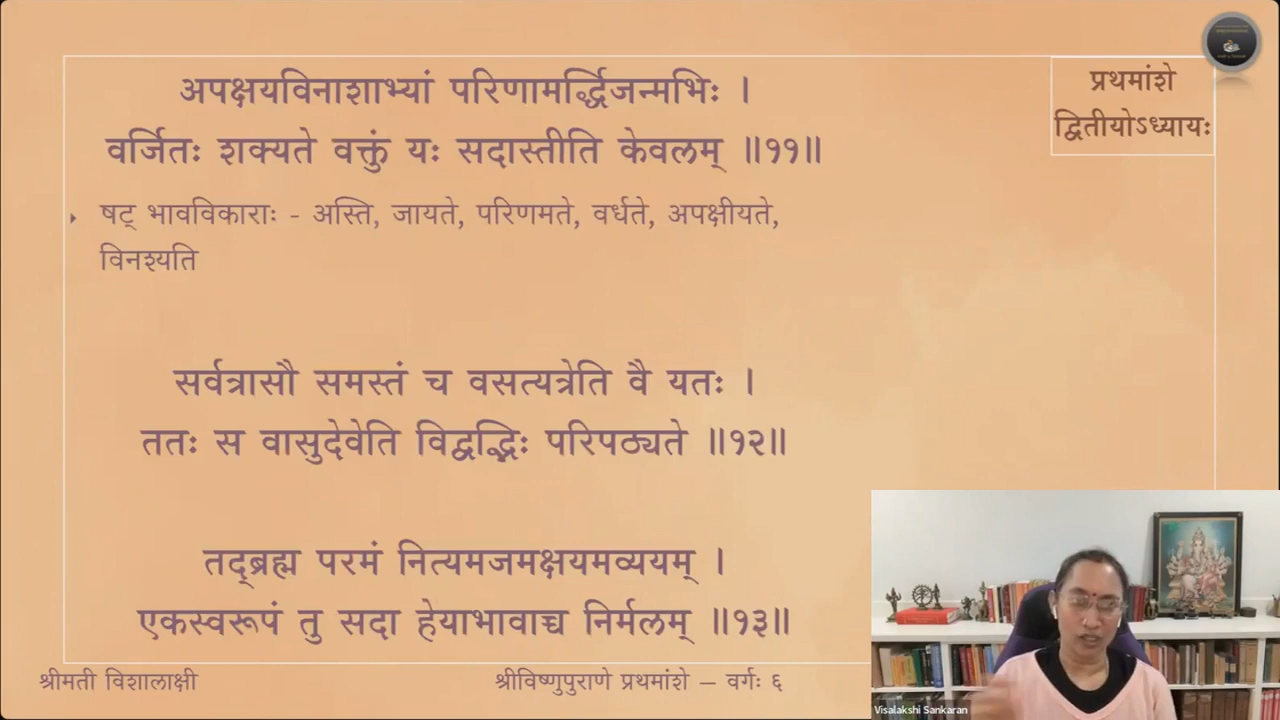 प्रथमांशे
द्वितीयोऽध्यायः
अपक्षयविनाशाभ्यां परिणामर्द्धिजन्मभिः ।
वर्जितः शक्यते वक्तुं यः सदास्तीति केवलम् ॥११॥
षट् भावविकाराः - अस्ति, जायते, परिणमते, वर्धते, अपक्षीयते,
विनश्यति
सर्वत्रासौ समस्तं च वसत्यत्रेति वै यतः ।
ततः स वासुदेवेति विद्वद्भिः परिपठ्यते ॥१२॥
तद्ब्रह्म परमं नित्यमजमक्षयमव्ययम् ।
एकस्वरूपं तु सदा हेयाभावाच्च निर्मलम् ॥१३॥
श्रीमती विशालाक्षी
श्रीविष्णुपुराणे प्रथमांशे – वर्गः ६
Visalakshi Sankaran